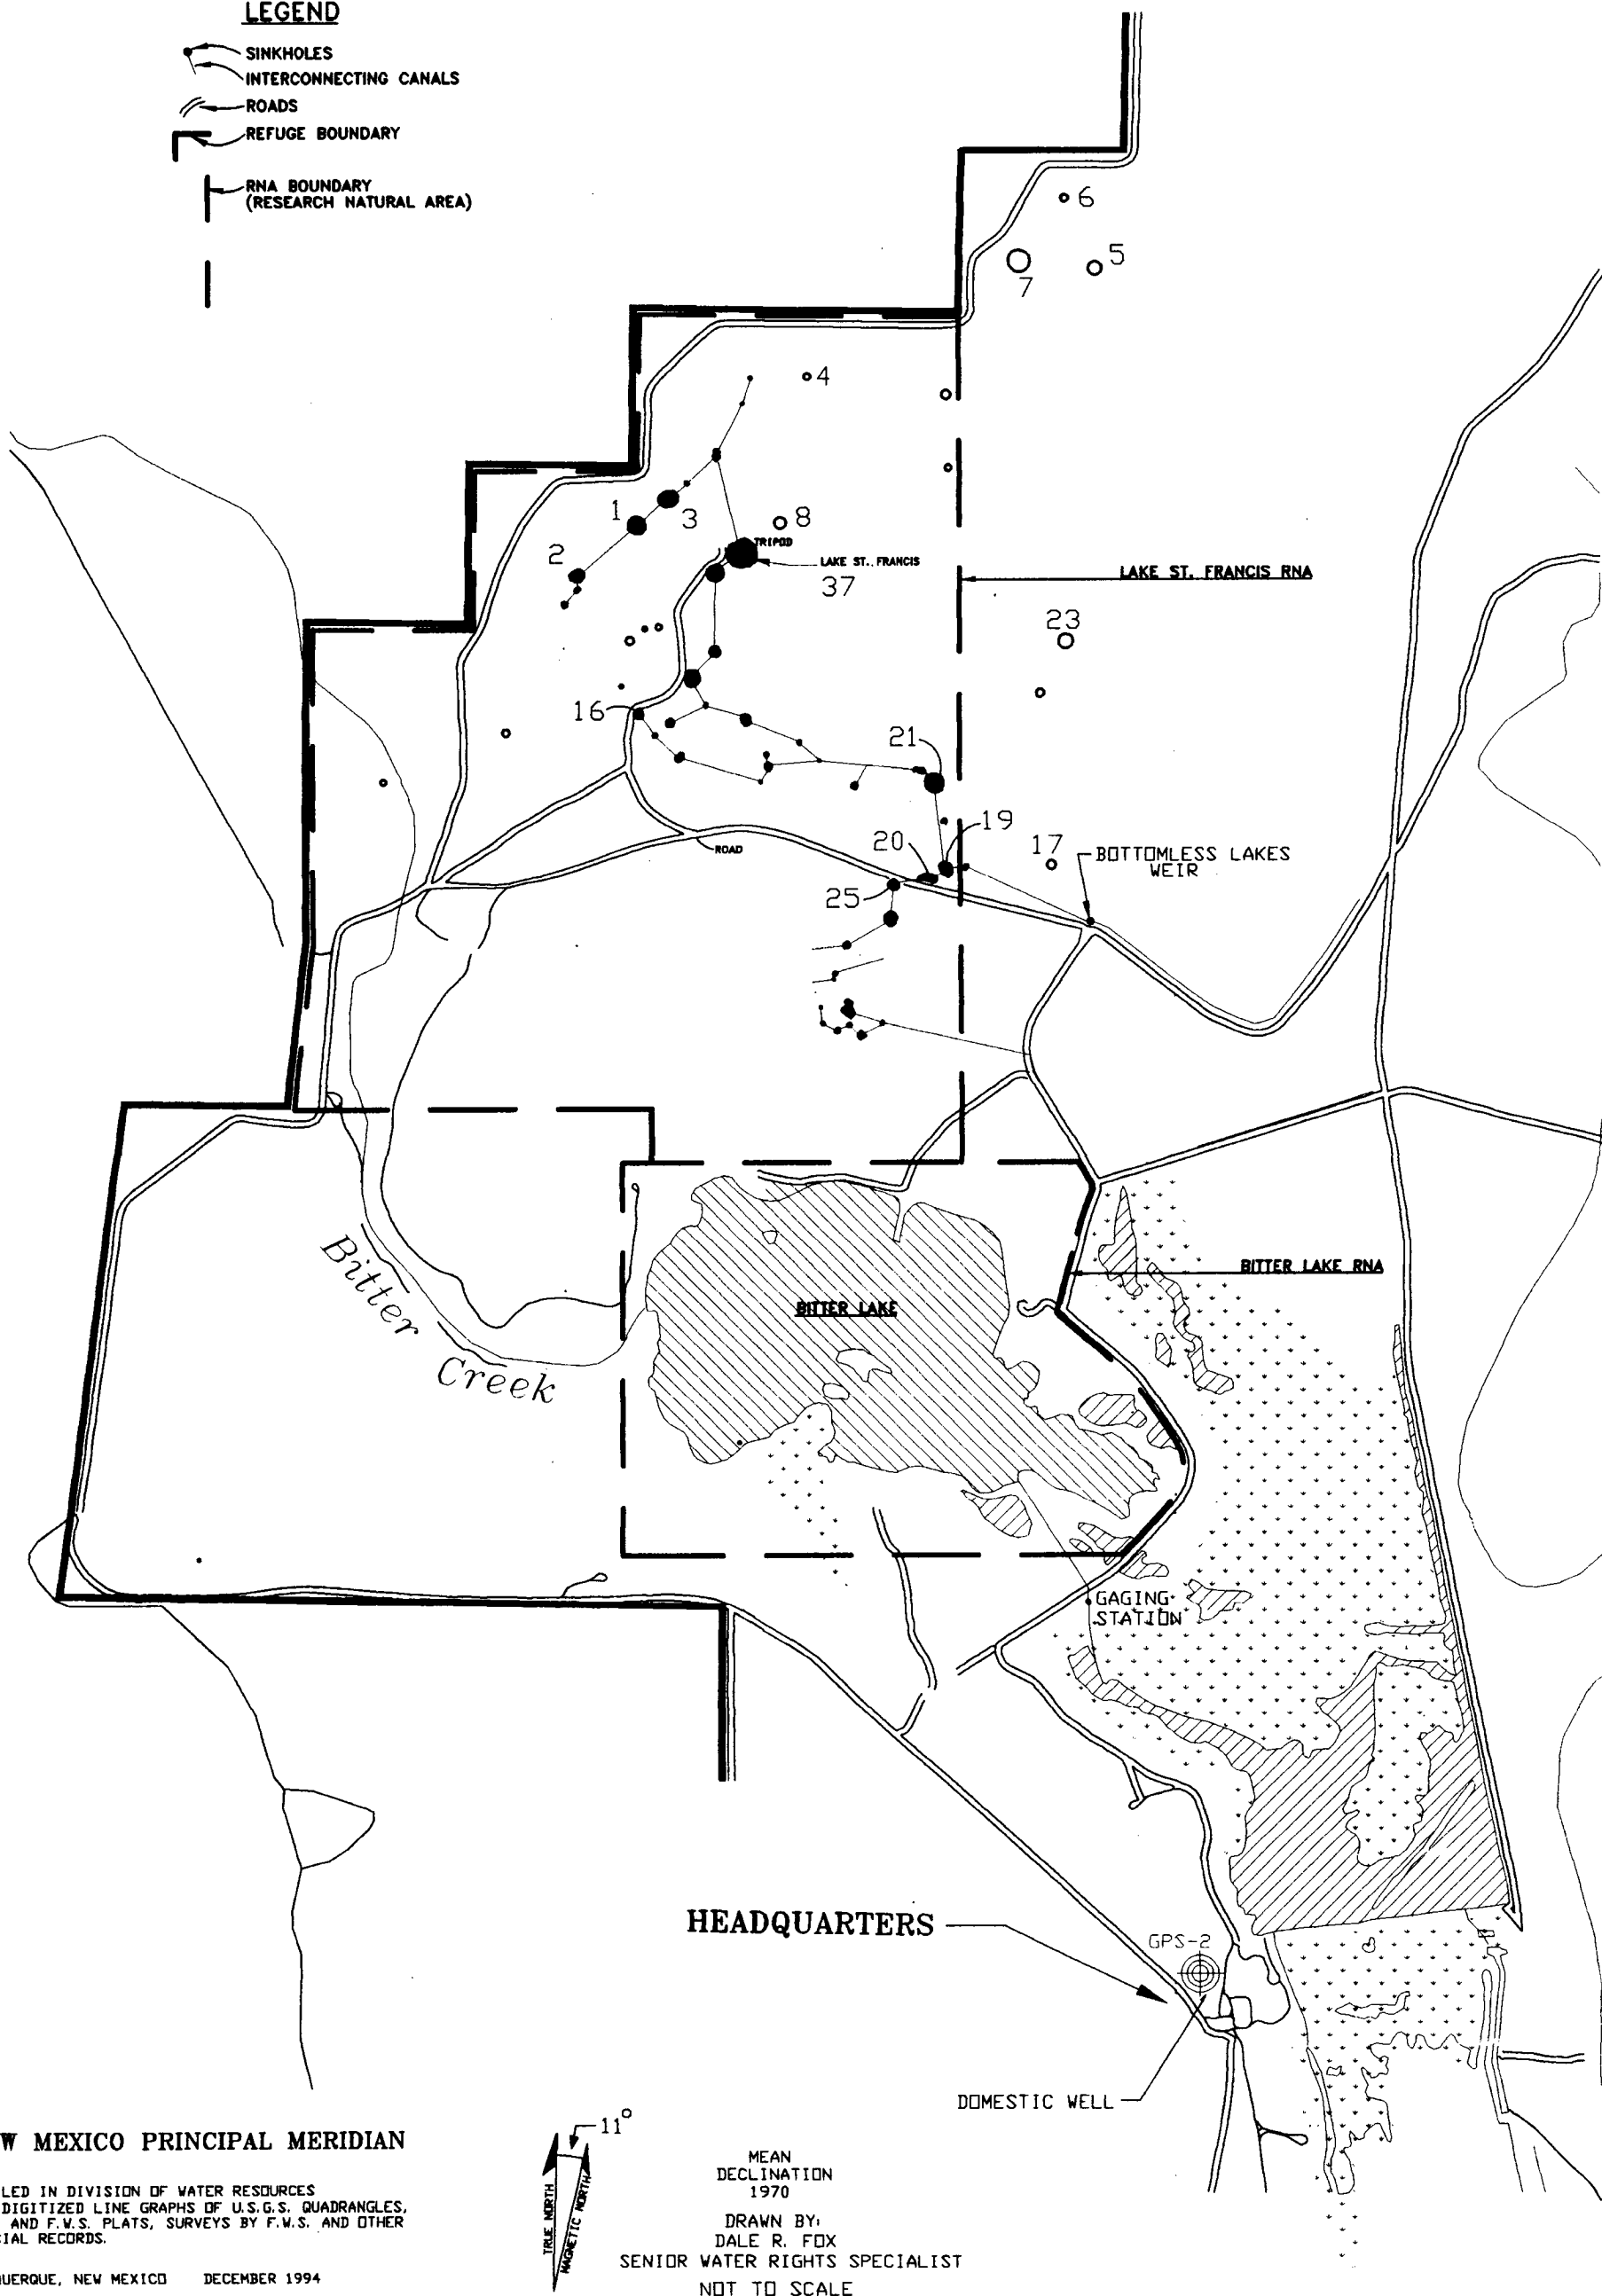 LEGEND
SINKHOLES
INTERCONNECTING CANALS
ROADS
REFUGE BOUNDARY
RNA BOUNDARY
(RESEARCH NATURAL AREA)
6
5
7
4
1
3
8
2
TRIPOD
LAKE ST. FRANCIS
37
LAKE ST. FRANCIS RNA
23
16
21
19
20
17
BOTTOMLESS LAKES
WEIR
ROAD
25
Bitter
Creek
BITTER LAKE
BITTER LAKE RNA
GAGING
STATION
HEADQUARTERS
GPS-2
DOMESTIC WELL
W MEXICO PRINCIPAL MERIDIAN
LED IN DIVISION OF WATER RESOURCES
DIGITIZED LINE GRAPHS OF U.S.G.S. QUADRANGLES,
AND F.W.S. PLATS, SURVEYS BY F.W.S. AND OTHER
IAL RECORDS.
UERQUE, NEW MEXICO DECEMBER 1994
11°
TRUE NORTH
MAGNETIC NORTH
MEAN
DECLINATION
1970
DRAWN BY:
DALE R. FOX
SENIOR WATER RIGHTS SPECIALIST
NOT TO SCALE